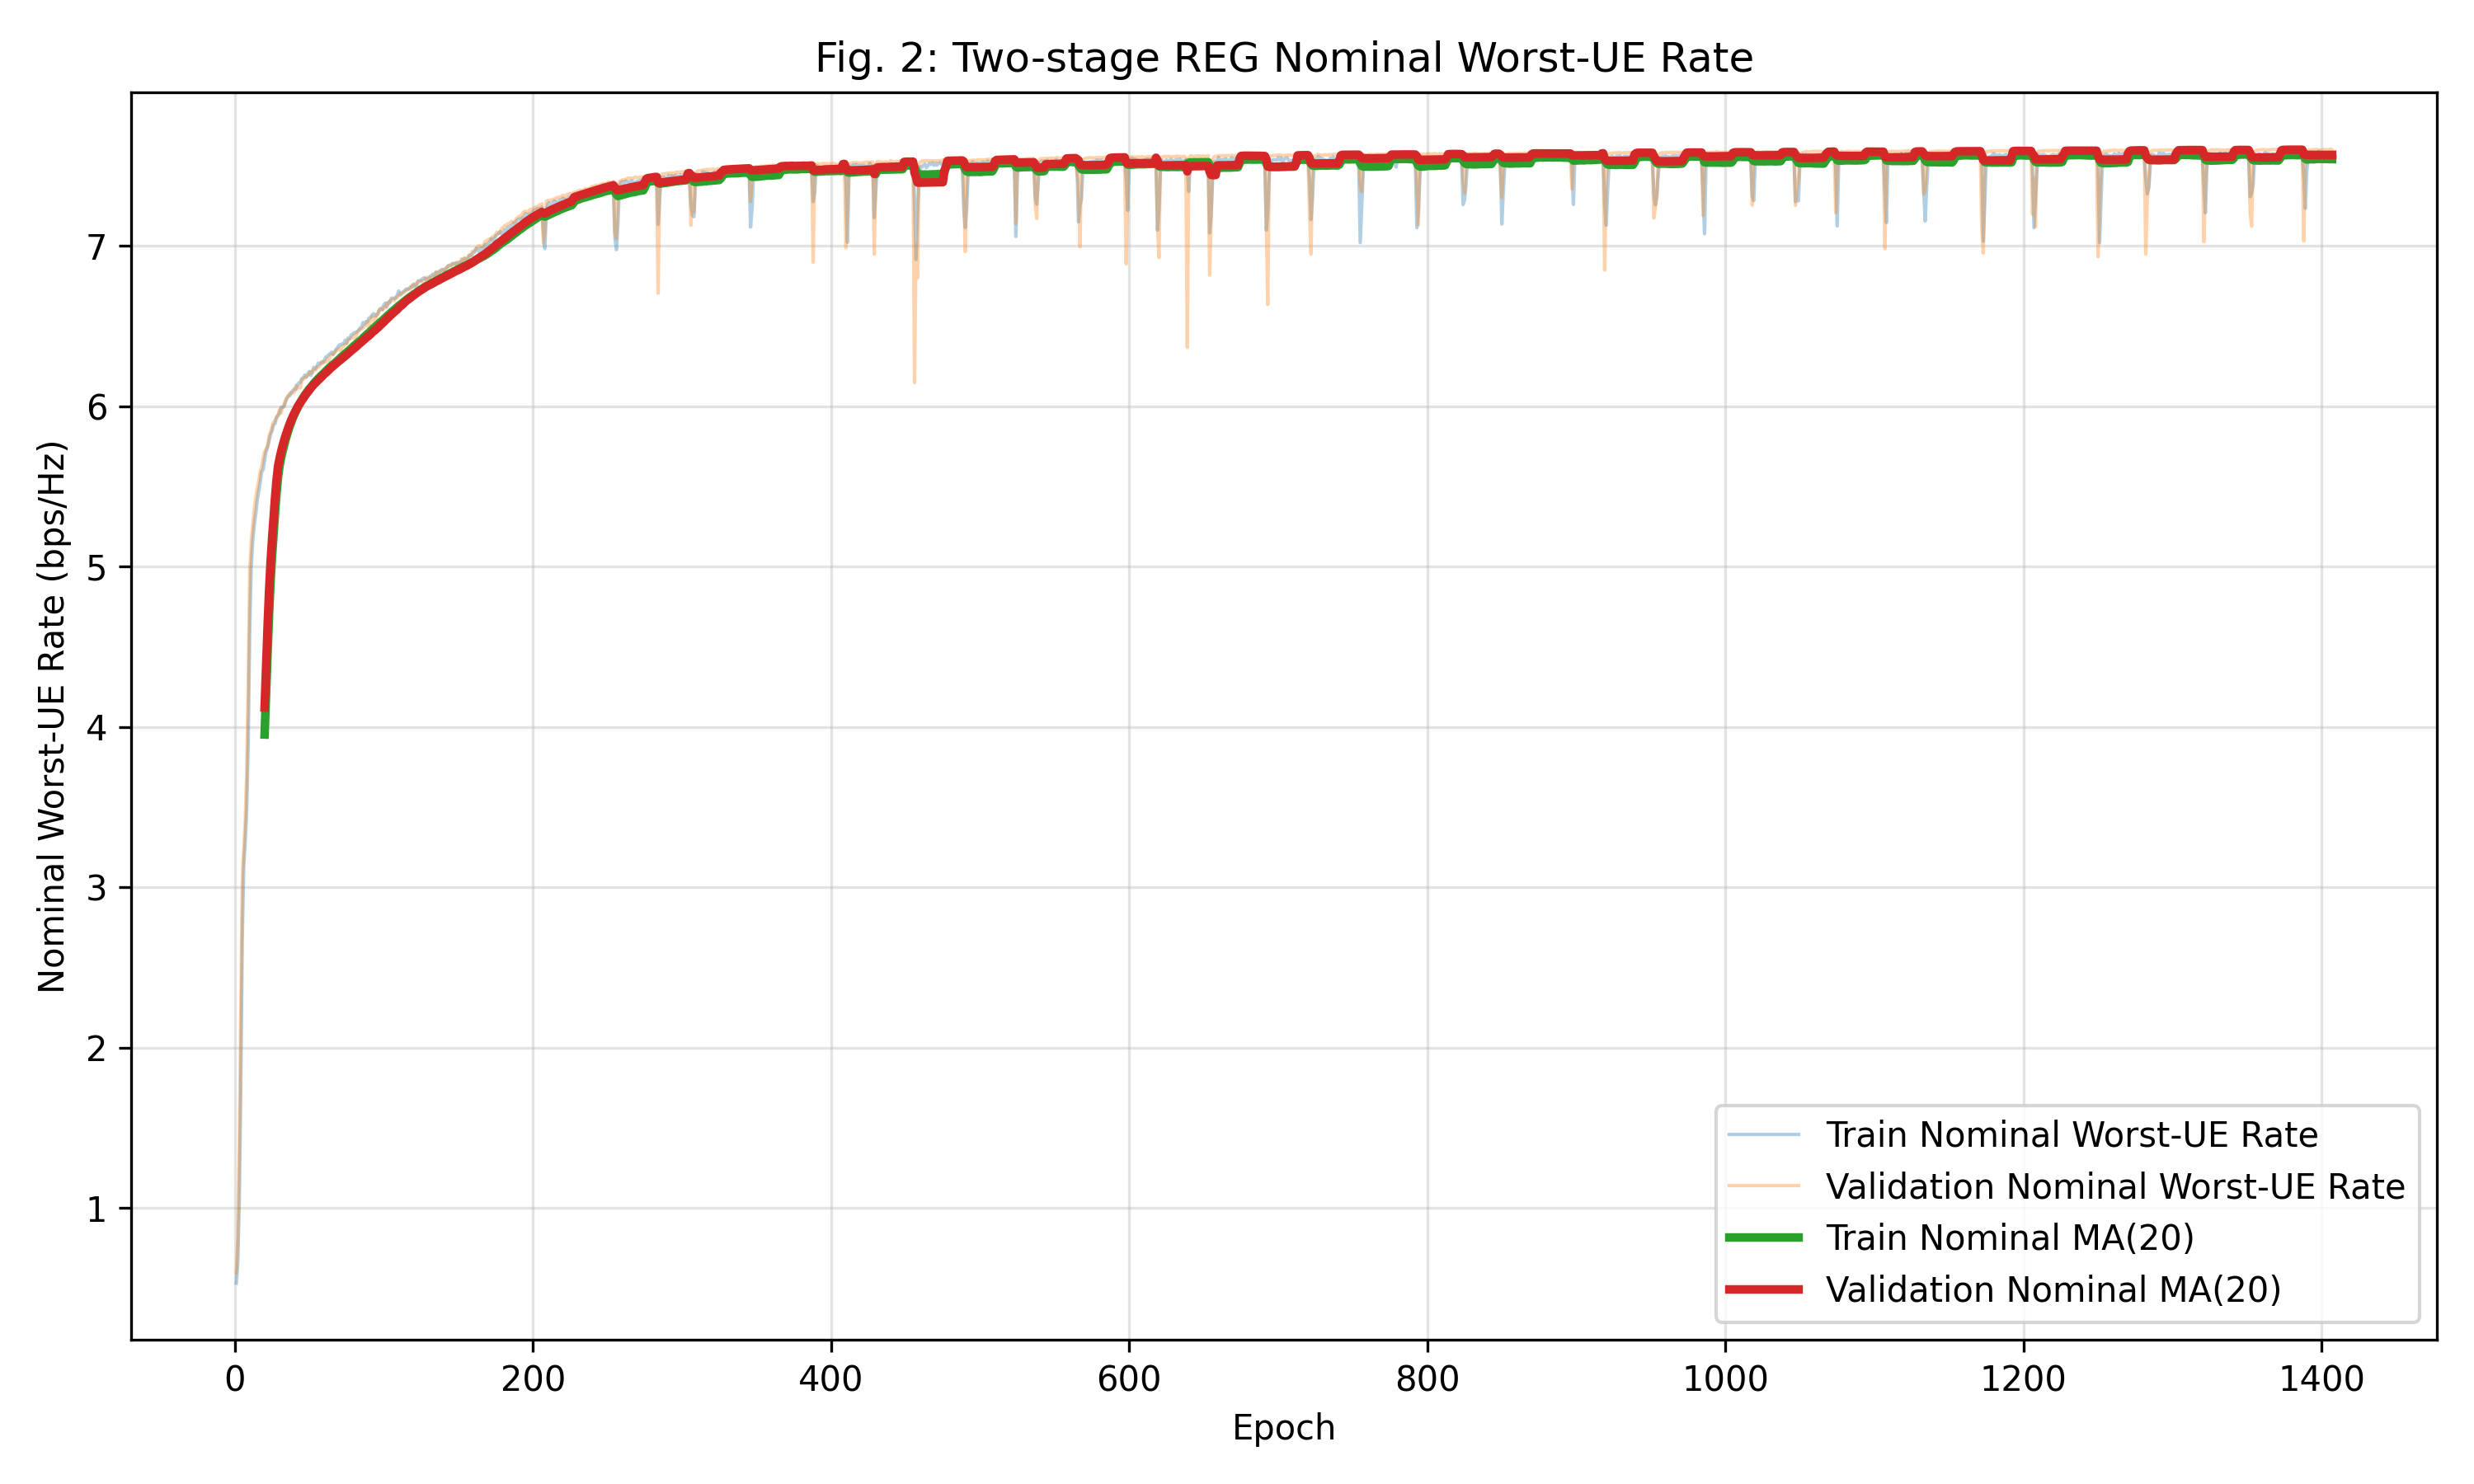 Fig. 2: Two-stage REG Nominal Worst-UE Rate
Nominal Worst-UE Rate (bps/Hz)
7
6
5
4
3
2
1
0
200
400
600
800
1000
1200
1400
Epoch
Train Nominal Worst-UE Rate
Validation Nominal Worst-UE Rate
Train Nominal MA(20)
Validation Nominal MA(20)